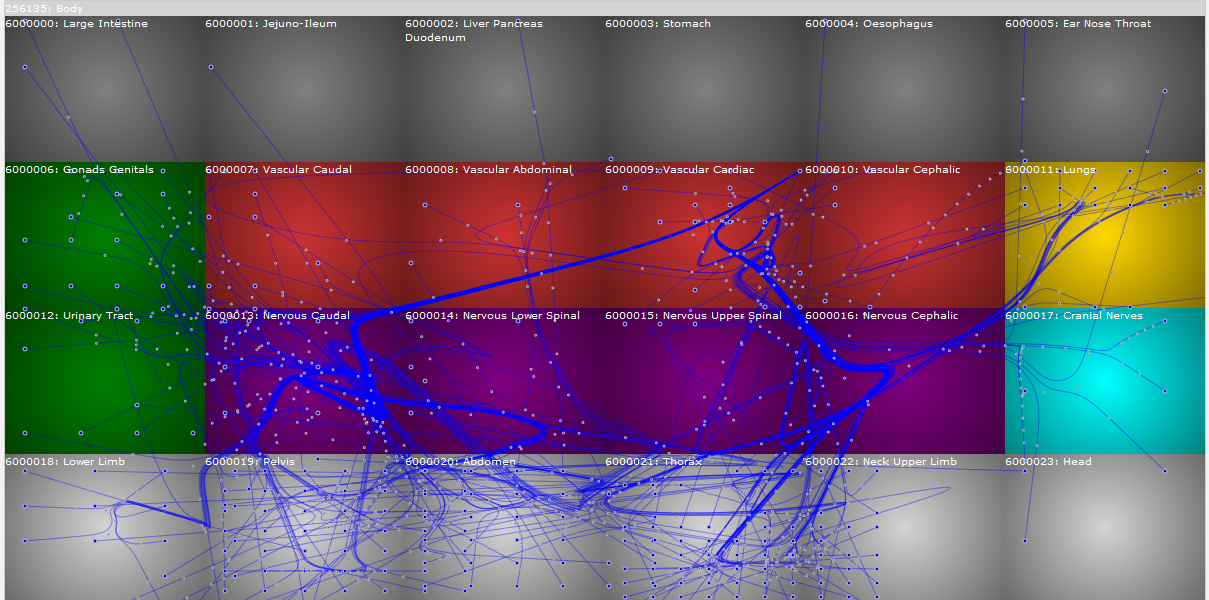 256135: Body
6000000: Large Intestine
6000001: Jejuno-Ileum
6000002: Liver Pancreas
Duodenum
6000003: Stomach
6000004: Oesophagus
6000005: Ear Nose Throat
6000006: Gonads Genitals
6000007: Vascular Caudal
6000008: Vascular Abdominal
6000009: Vascular Cardiac
6000010: Vascular Cephalic
6000011: Lungs
6000012: Urinary Tract
6000013: Nervous Caudal
6000014: Nervous Lower Spinal
6000015: Nervous Upper Spinal
6000016: Nervous Cephalic
6000017: Cranial Nerves
6000018: Lower Limb
6000019: Pelvis
6000020: Abdomen
6000021: Thorax
6000022: Neck Upper Limb
6000023: Head